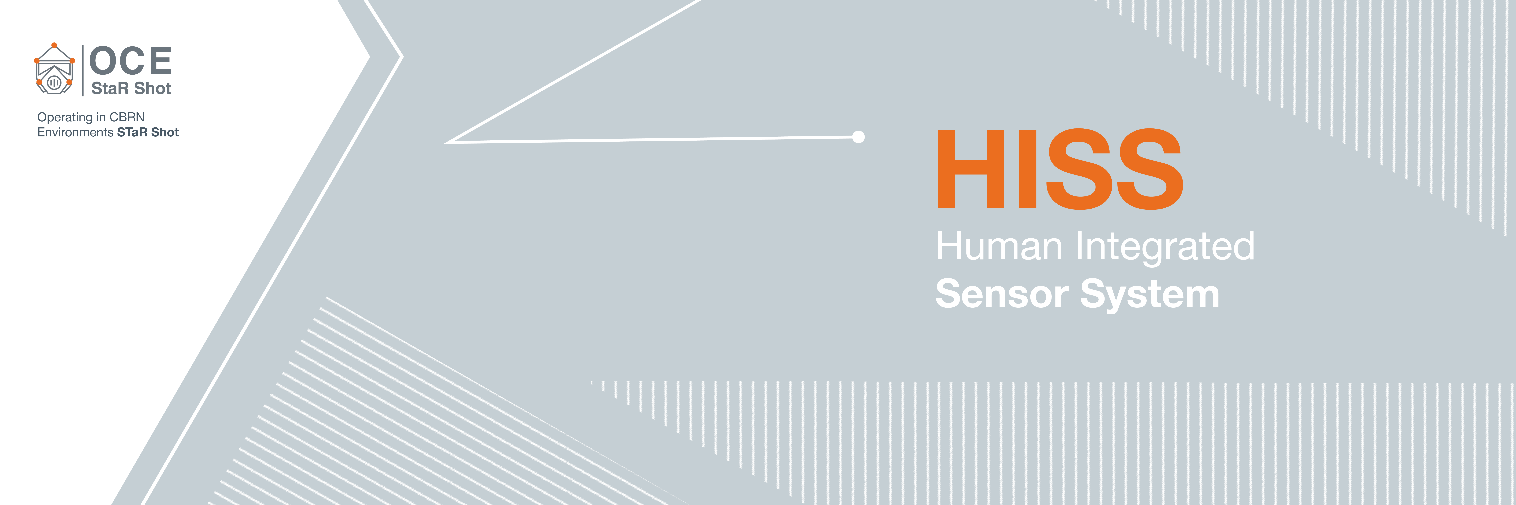 OCE
StaR Shot
Operating in CBRN
Environments STaR Shot
HISS
Human Integrated
Sensor System